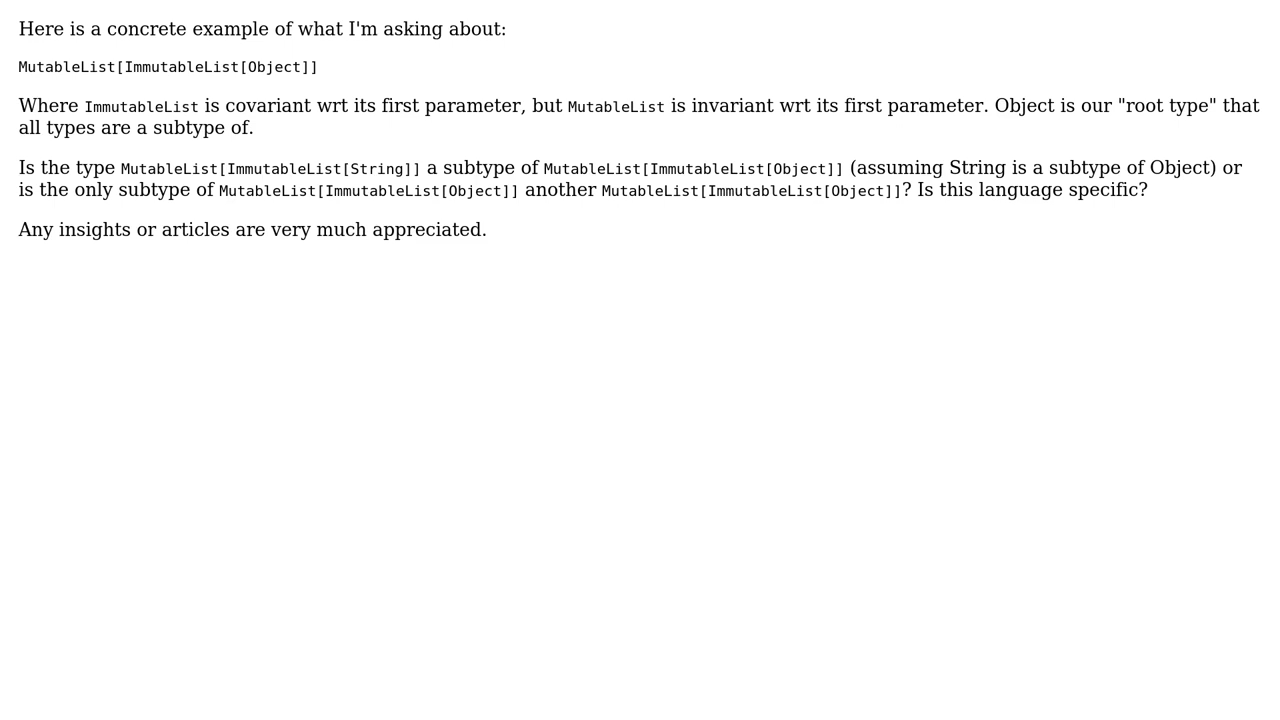 Here is a concrete example of what I'm asking about:
MutableList[ImmutableList[Object]]
Where ImmutableList is covariant wrt its first parameter, but MutableList is invariant wrt its first parameter. Object is our "root type" that
all types are a subtype of.
Is the type MutableList[ImmutableList[String]] a subtype of MutableList[ImmutableList[Object]] (assuming String is a subtype of Object) or
is the only subtype of MutableList[ImmutableList[Object]] another MutableList[ImmutableList[Object]]? Is this language specific?
Any insights or articles are very much appreciated.